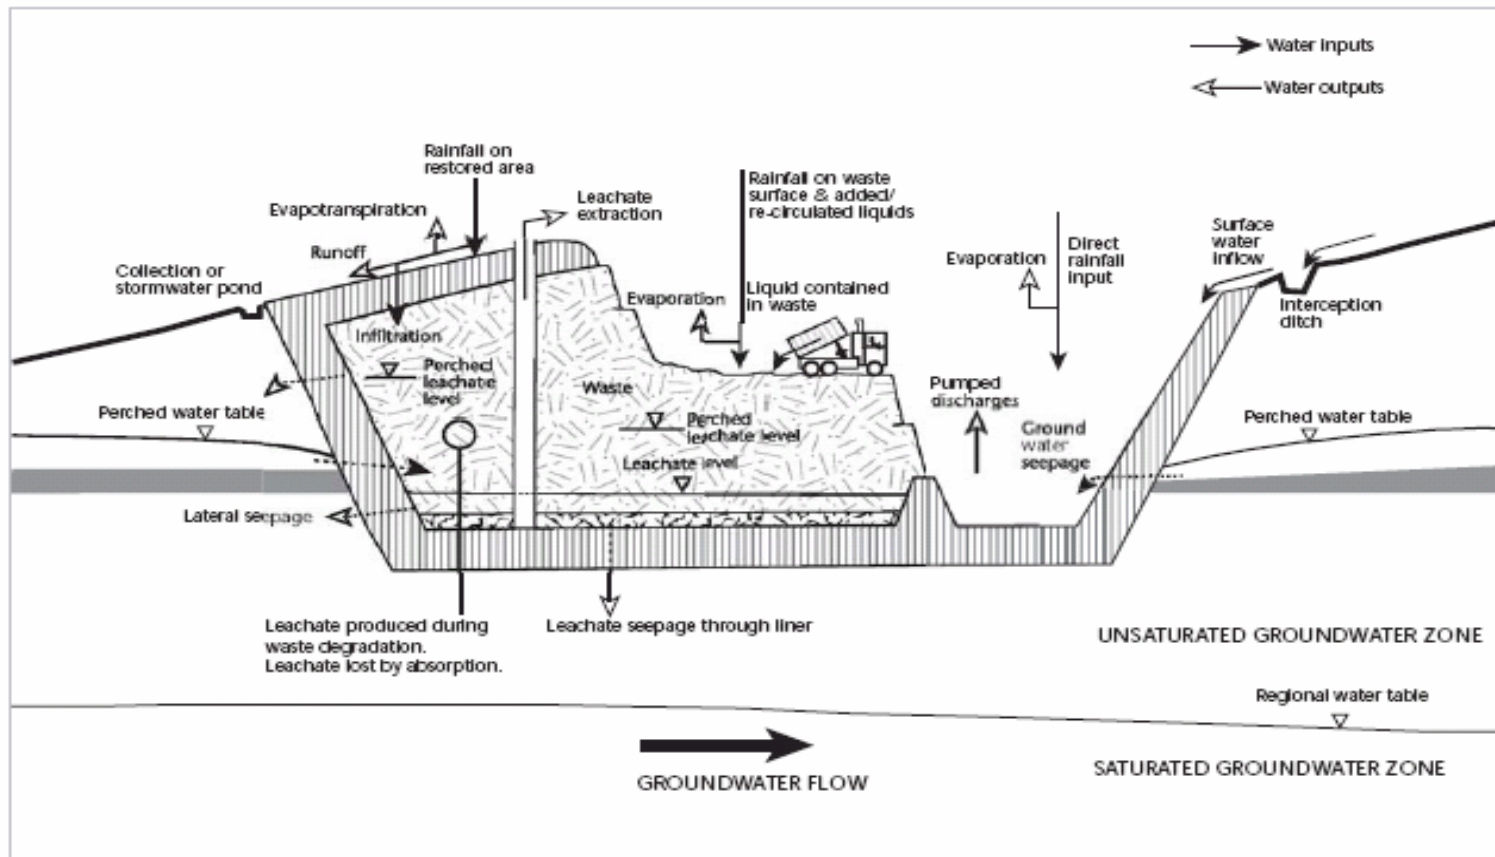 Water inputs
Water outputs
Rainfall on
restored area
Evapotranspiration
Runoff
Collection or
stormwater pond
Leachate
extraction
Infiltration
Perched
leachate
level
Perched water table
Lateral seepage
Rainfall on waste
surface & added/
re-circulated liquids
Evaporation
Liquid contained
in waste
Waste
Perched
leachate level
Leachate level
Evaporation
Direct
rainfall
input
Surface
water
inflow
Interception
ditch
Pumped
discharges
Ground
water
seepage
Perched water table
Leachate produced during
waste degradation.
Leachate lost by absorption.
Leachate seepage through liner
UNSATURATED GROUNDWATER ZONE
Regional water table
GROUNDWATER FLOW
SATURATED GROUNDWATER ZONE